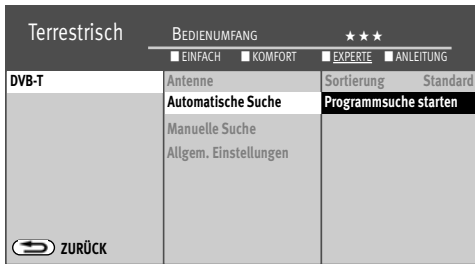 Terrestrisch
BEDIENUMFANG ★★★
EINFACH KOMFORT EXPERTE ANLEITUNG
DVB-T Antenne Sortierung Standard
Automatische Suche Programmsuche starten
Manuelle Suche
Allgem. Einstellungen
ZURÜCK